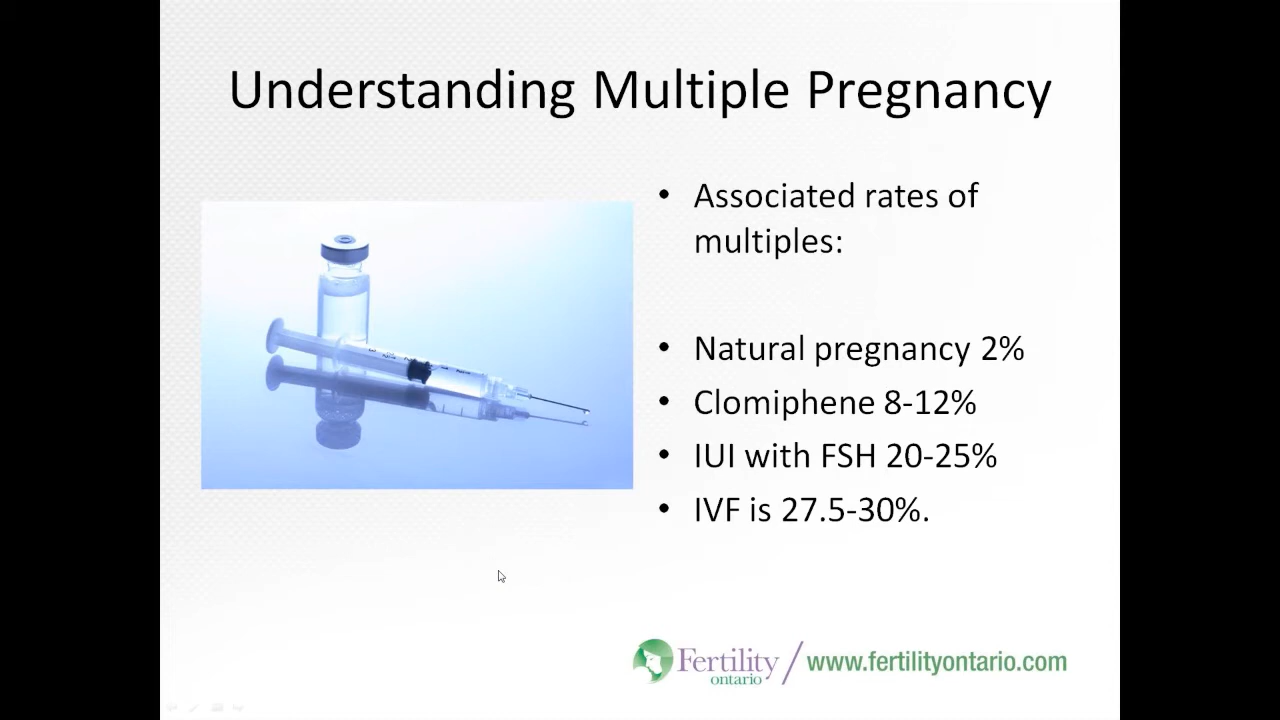 Understanding Multiple Pregnancy
• Associated rates of
multiples:
• Natural pregnancy 2%
• Clomiphene 8-12%
• IUI with FSH 20-25%
• IVF is 27.5-30%.
Fertility / www.fertilityontario.com
ontario